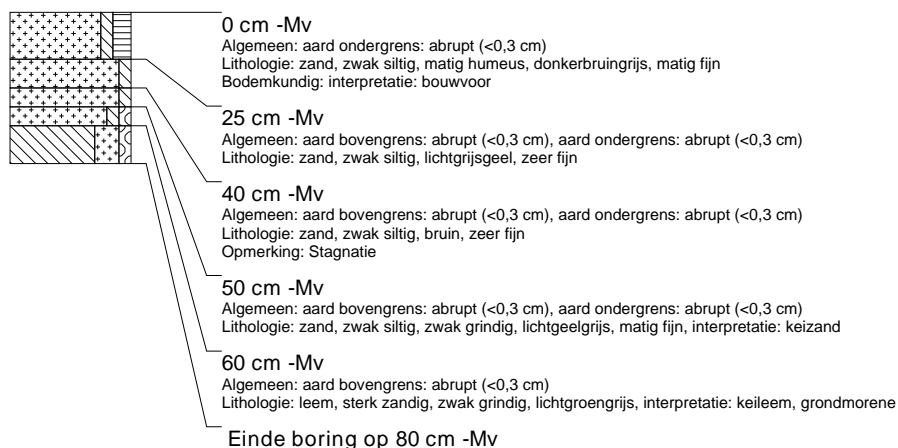 0 cm -Mv
Algemeen: aard ondergrens: abrupt (<0,3 cm)
Lithologie: zand, zwak siltig, matig humeus, donkerbruingrijs, matig fijn
Bodemkundig: interpretatie: bouwvoor
25 cm -Mv
Algemeen: aard bovengrens: abrupt (<0,3 cm), aard ondergrens: abrupt (<0,3 cm)
Lithologie: zand, zwak siltig, lichtgrijsgeel, zeer fijn
40 cm -Mv
Algemeen: aard bovengrens: abrupt (<0,3 cm), aard ondergrens: abrupt (<0,3 cm)
Lithologie: zand, zwak siltig, bruin, zeer fijn
Opmerking: Stagnatie
50 cm -Mv
Algemeen: aard bovengrens: abrupt (<0,3 cm), aard ondergrens: abrupt (<0,3 cm)
Lithologie: zand, zwak siltig, zwak grindig, lichtgeelgrijs, matig fijn, interpretatie: keizand
60 cm -Mv
Algemeen: aard bovengrens: abrupt (<0,3 cm)
Lithologie: leem, sterk zandig, zwak grindig, lichtgroengrijs, interpretatie: keileem, grondmorene
Einde boring op 80 cm -Mv